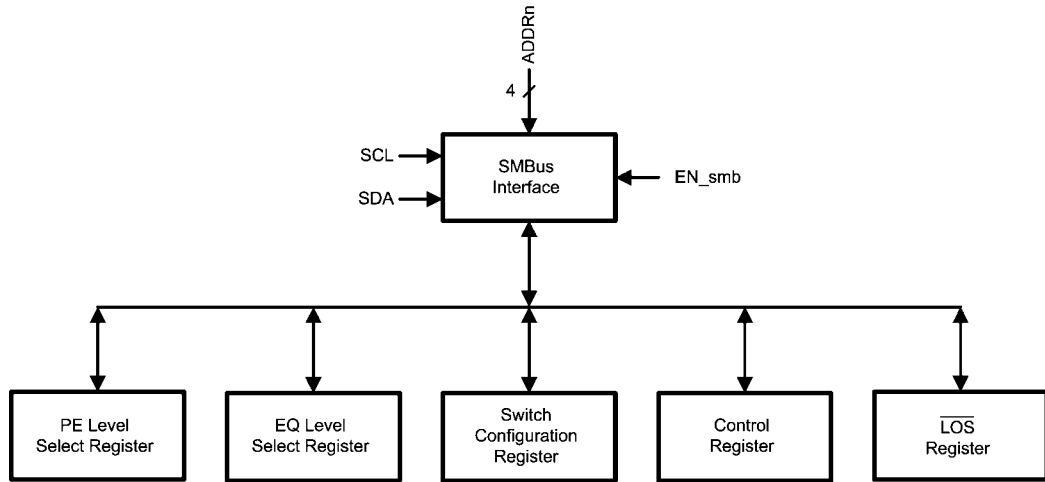 ADDRn
4
SCL
SDA
SMBus
Interface
EN_smb
PE Level
Select Register
EQ Level
Select Register
Switch
Configuration
Register
Control
Register
L̅O̅S̅
Register